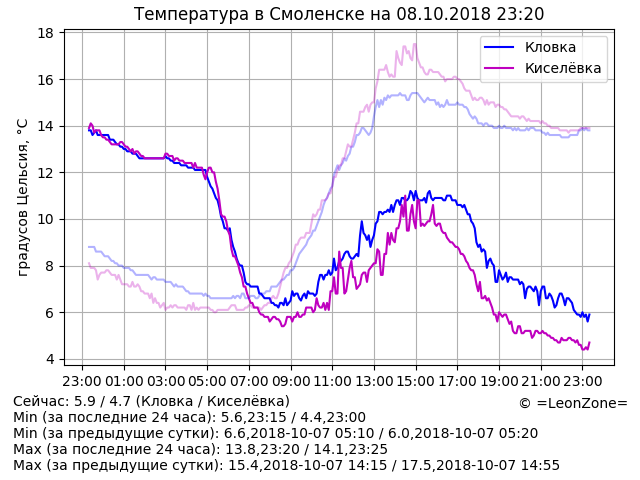 Температура в Смоленске на 08.10.2018 23:20
18
16
14
12
10
8
6
4
градусов Цельсия, °C
Кловка
Киселёвка
23:00 01:00 03:00 05:00 07:00 09:00 11:00 13:00 15:00 17:00 19:00 21:00 23:00
Сейчас: 5.9 / 4.7 (Кловка / Киселёвка)
© =LeonZone=
Min (за последние 24 часа): 5.6,23:15 / 4.4,23:00
Min (за предыдущие сутки): 6.6,2018-10-07 05:10 / 6.0,2018-10-07 05:20
Max (за последние 24 часа): 13.8,23:20 / 14.1,23:25
Max (за предыдущие сутки): 15.4,2018-10-07 14:15 / 17.5,2018-10-07 14:55